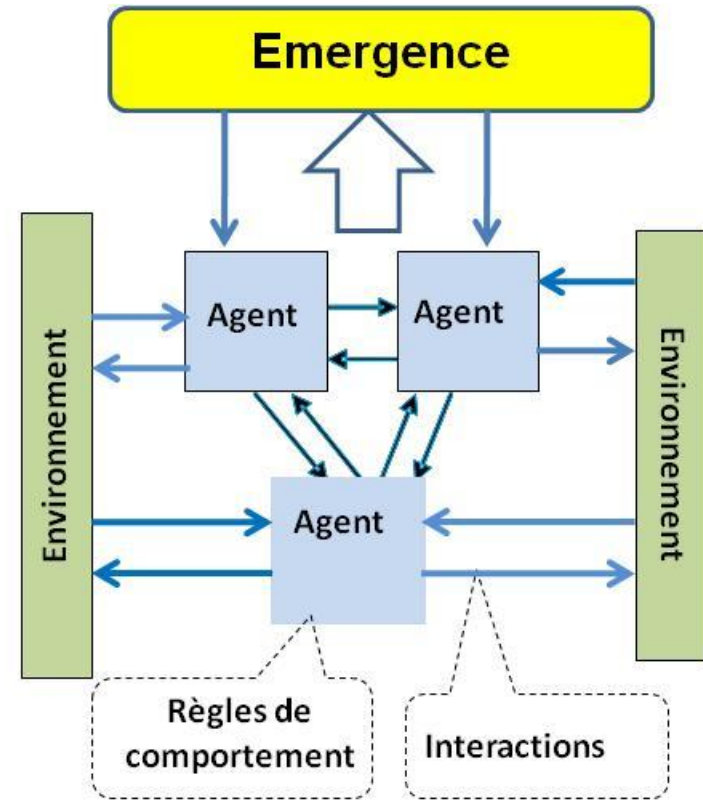 Emergence
Agent
Agent
Environnement
Environnement
Agent
Règles de
comportement
Interactions